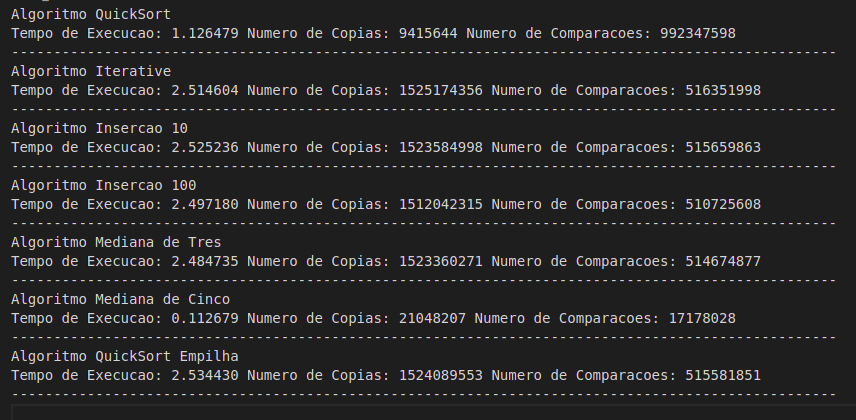 Algoritmo QuickSort
Tempo de Execucao: 1.126479 Numero de Copias: 9415644 Numero de Comparacoes: 992347598
--------------------------------------------------------------------------------------------------
Algoritmo Iterative
Tempo de Execucao: 2.514604 Numero de Copias: 1525174356 Numero de Comparacoes: 516351998
--------------------------------------------------------------------------------------------------
Algoritmo Insercao 10
Tempo de Execucao: 2.525236 Numero de Copias: 1523584998 Numero de Comparacoes: 515659863
--------------------------------------------------------------------------------------------------
Algoritmo Insercao 100
Tempo de Execucao: 2.497180 Numero de Copias: 1512042315 Numero de Comparacoes: 510725608
--------------------------------------------------------------------------------------------------
Algoritmo Mediana de Tres
Tempo de Execucao: 2.484735 Numero de Copias: 1523360271 Numero de Comparacoes: 514674877
--------------------------------------------------------------------------------------------------
Algoritmo Mediana de Cinco
Tempo de Execucao: 0.112679 Numero de Copias: 21048207 Numero de Comparacoes: 17178028
--------------------------------------------------------------------------------------------------
Algoritmo QuickSort Empilha
Tempo de Execucao: 2.534430 Numero de Copias: 1524089553 Numero de Comparacoes: 515581851
--------------------------------------------------------------------------------------------------